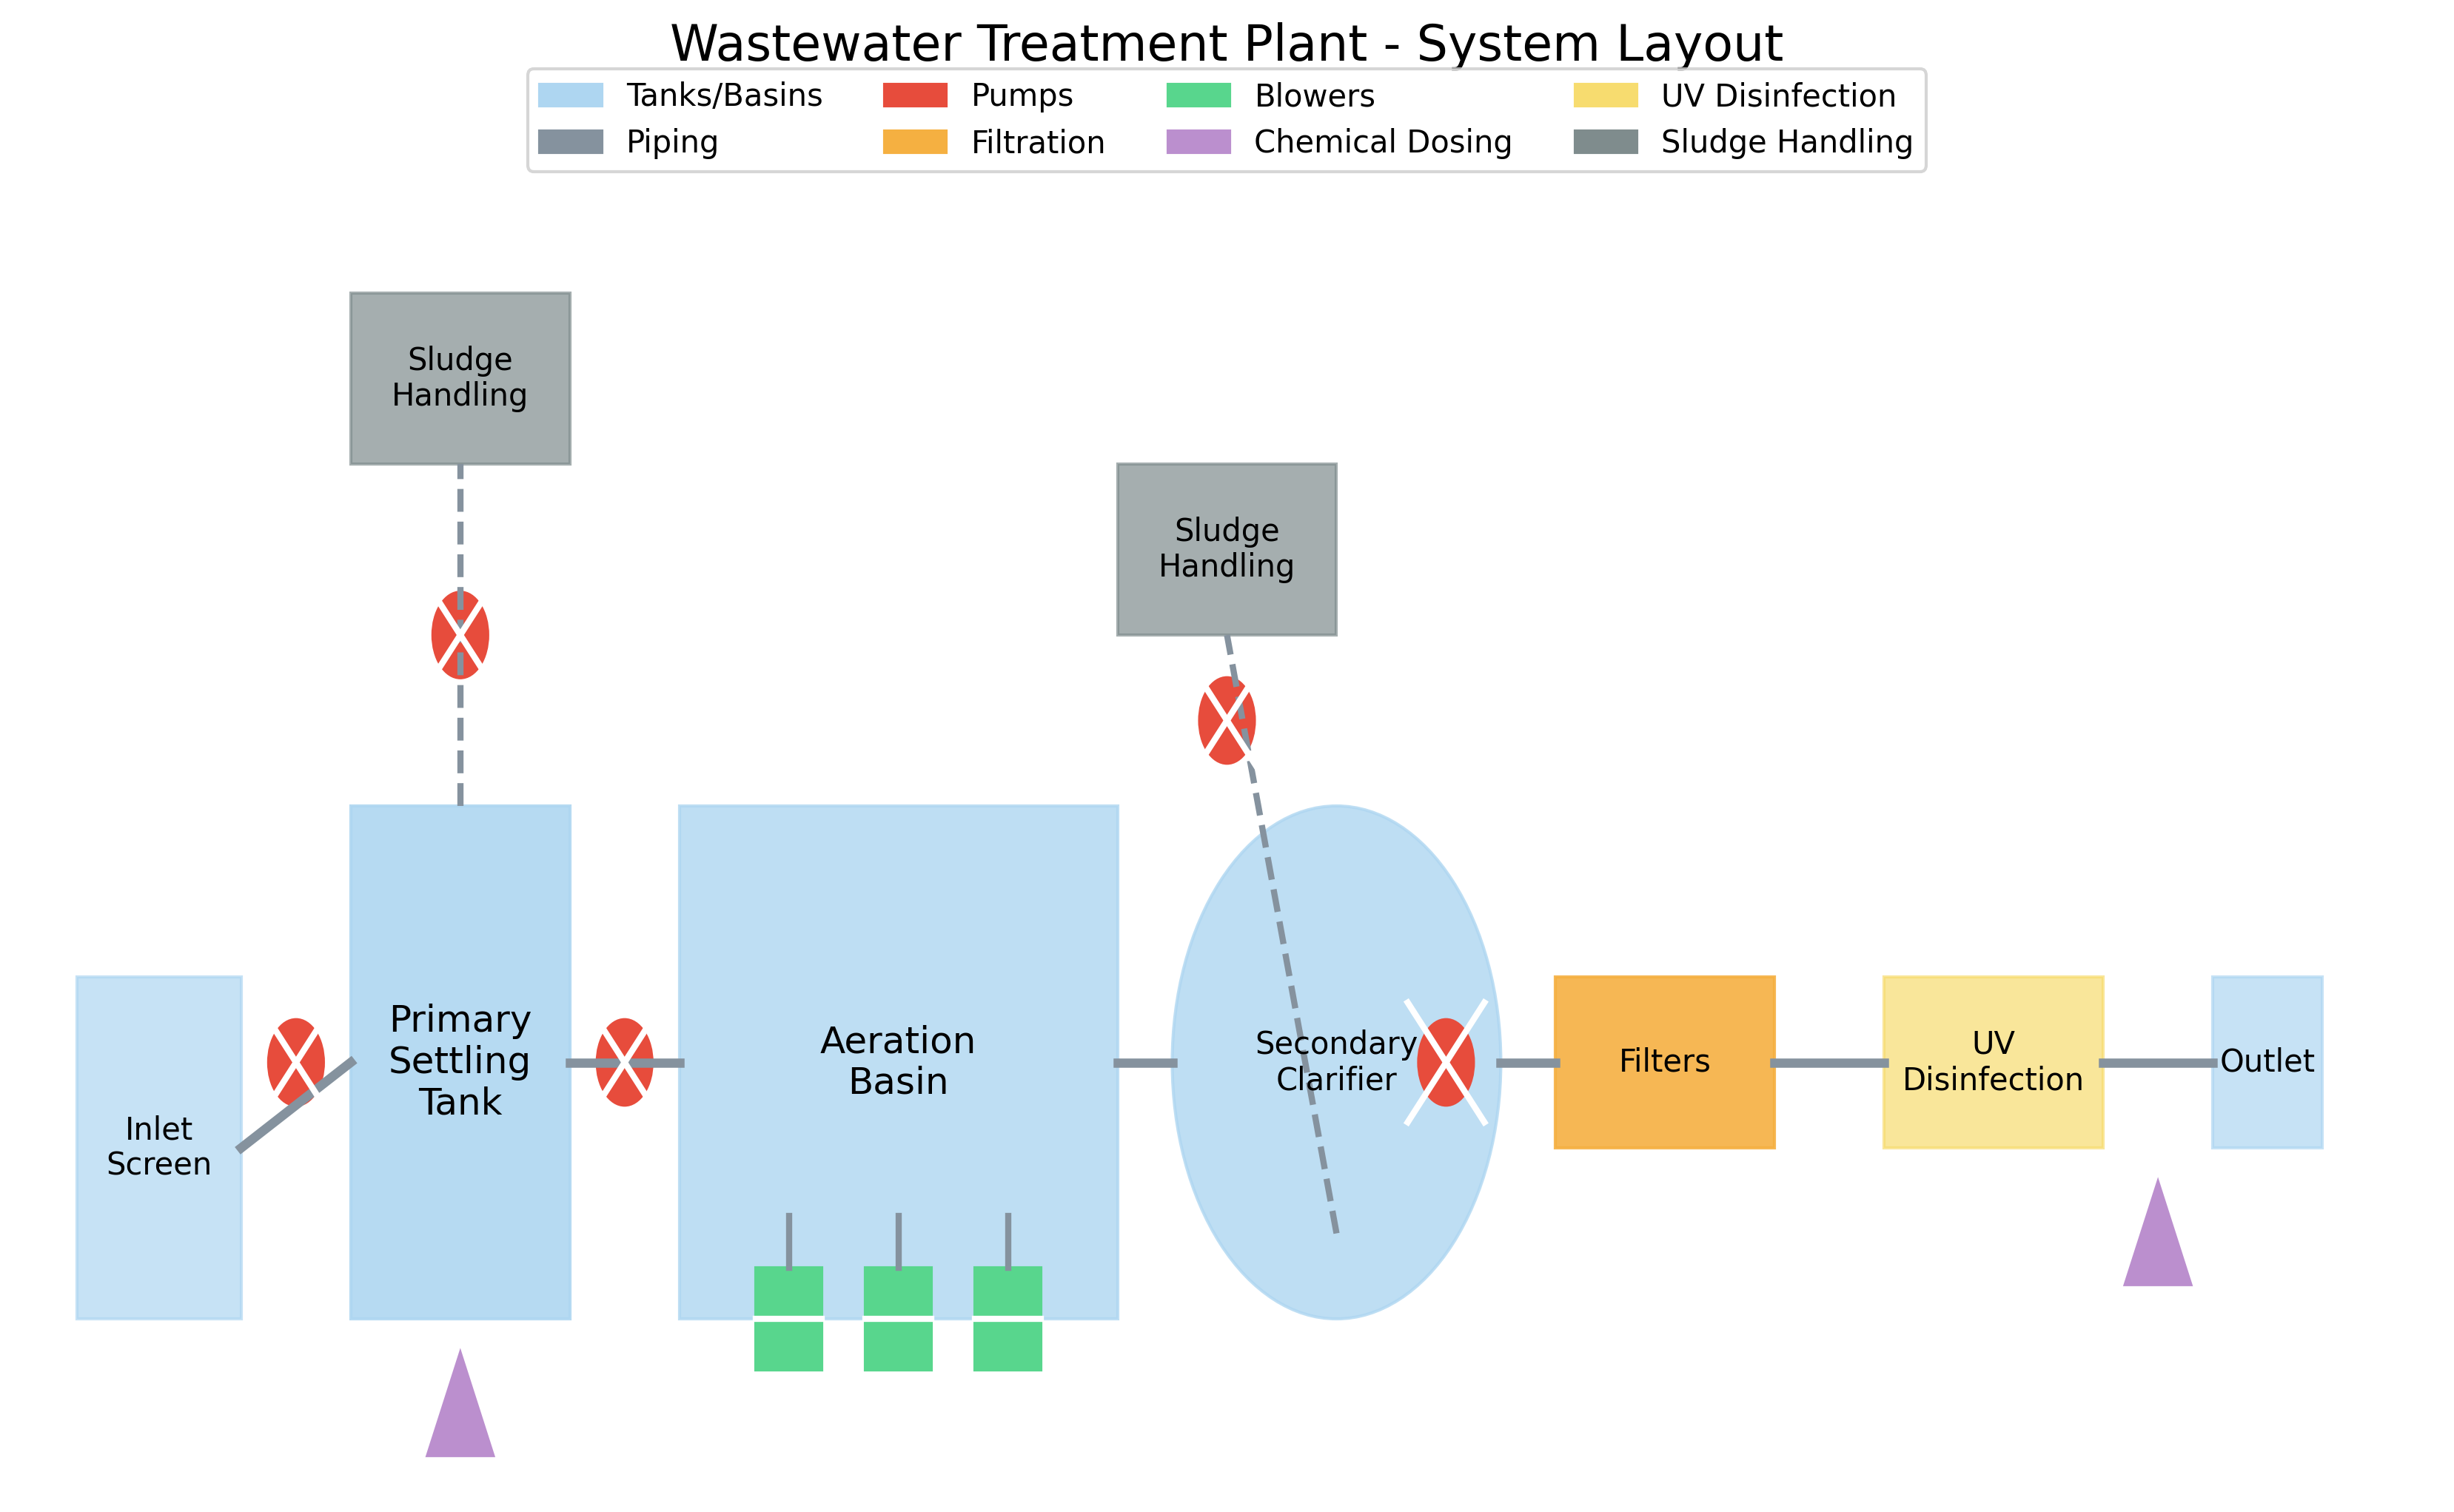 Wastewater Treatment Plant - System Layout
Tanks/Basins
Piping
Pumps
Filtration
Blowers
Chemical Dosing
UV Disinfection
Sludge Handling
Sludge
Handling
Sludge
Handling
Inlet
Screen
Primary
Settling
Tank
Aeration
Basin
Secondary
Clarifier
Filters
UV
Disinfection
Outlet